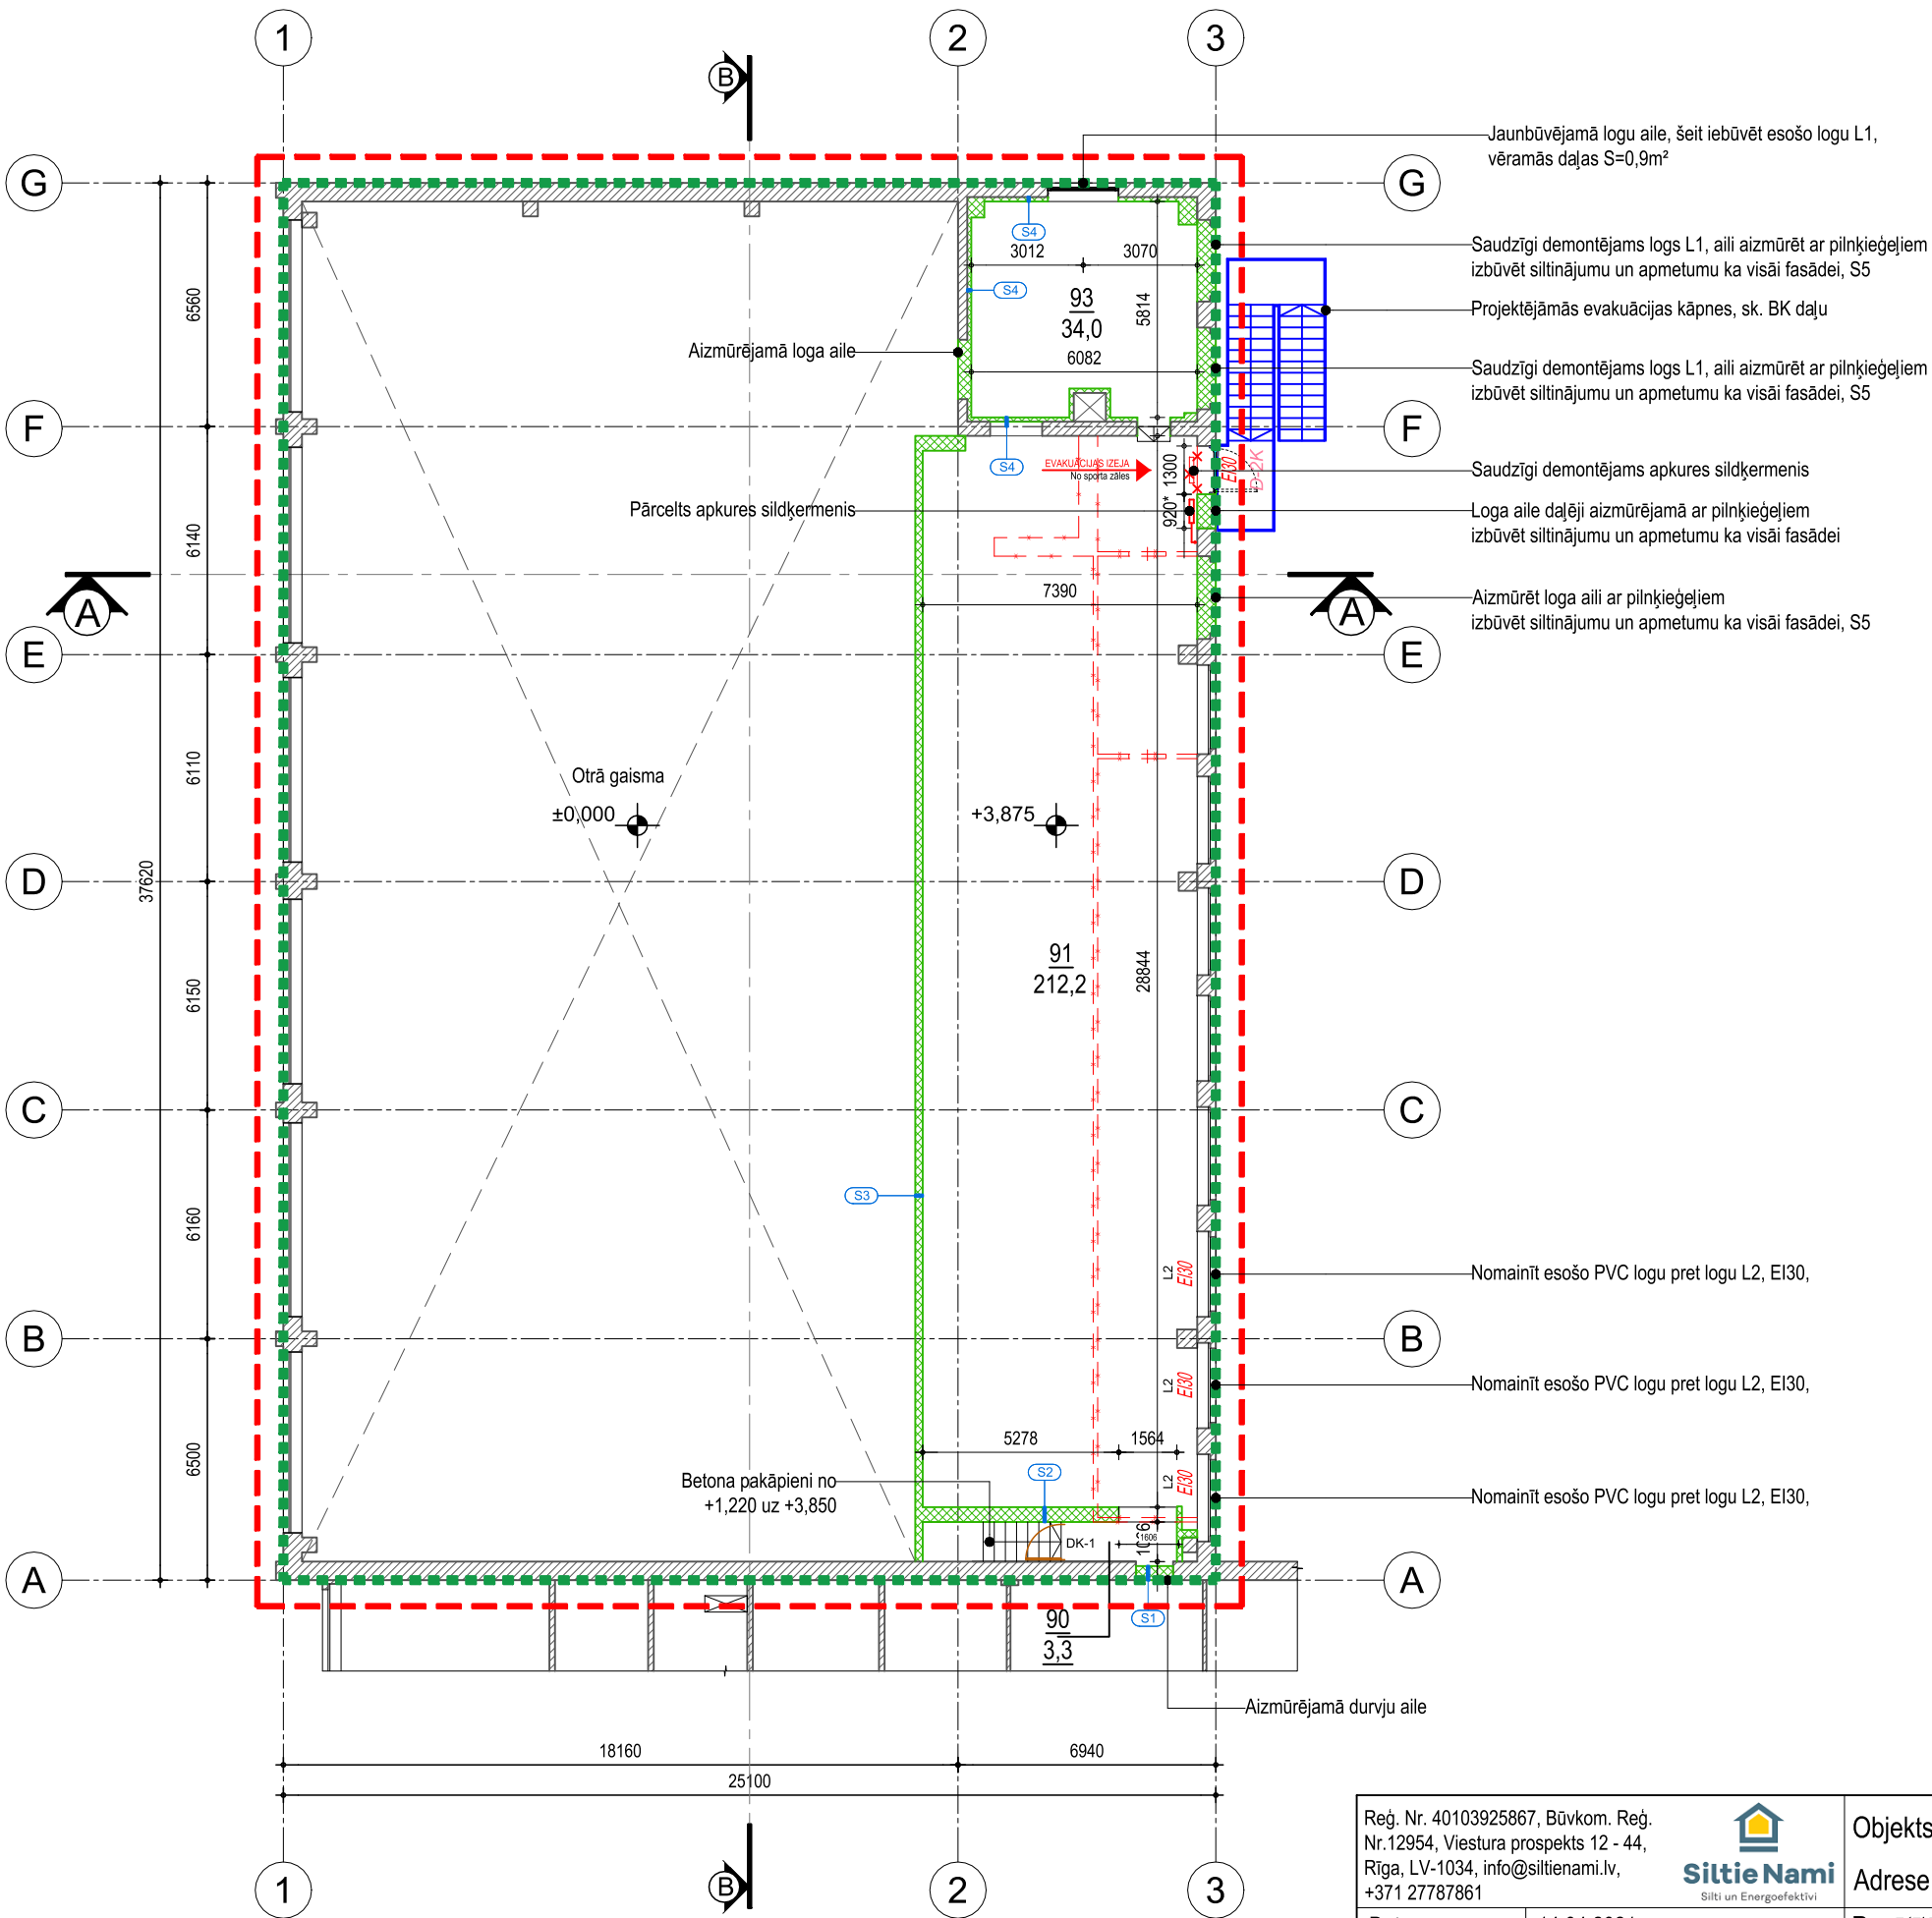 1
2
3
B
G
G
Jaunbūvējamā logu aile, šeit iebūvēt esošo logu L1,
vēramās daļas S=0,9m²
Saudzīgi demontējams logs L1, aili aizmūrēt ar pilnķieģeļiem
izbūvēt siltinājumu un apmetumu ka visāi fasādei, S5
S4
3012
3070
S4
93
34,0
5814
6560
Projektējāmās evakuācijas kāpnes, sk. BK daļu
Aizmūrējamā loga aile
6082
Saudzīgi demontējams logs L1, aili aizmūrēt ar pilnķieģeļiem
izbūvēt siltinājumu un apmetumu ka visāi fasādei, S5
F
F
S4
EVAKUĀCIJAS IZEJA
No sporta zāles
1300
EI30
D-2K
Saudzīgi demontējams apkures sildķermenis
Pārcelts apkures sildķermenis
920*
Loga aile daļēji aizmūrējamā ar pilnķieģeļiem
izbūvēt siltinājumu un apmetumu ka visāi fasādei
6140
A
A
7390
Aizmūrēt loga aili ar pilnķieģeļiem
izbūvēt siltinājumu un apmetumu ka visāi fasādei, S5
E
E
6110
Otrā gaisma
±0,000
+3,875
37620
D
D
91
212,2
28844
6150
C
C
S3
6160
L2
EI30
Nomainīt esošo PVC logu pret logu L2, EI30,
B
B
L2
EI30
Nomainīt esošo PVC logu pret logu L2, EI30,
6500
5278
1564
S2
L2
EI30
Betona pakāpieni no
+1,220 uz +3,850
Nomainīt esošo PVC logu pret logu L2, EI30,
DK-1
1606
A
A
90
3,3
S1
Aizmūrējamā durvju aile
18160
6940
25100
1
B
2
3
Reģ. Nr. 40103925867, Būvkom. Reģ.
Nr.12954, Viestura prospekts 12 - 44,
Rīga, LV-1034, info@siltienami.lv,
+371 27787861
Siltie Nami
Silti un Energoefektīvi
Objekts
Adrese